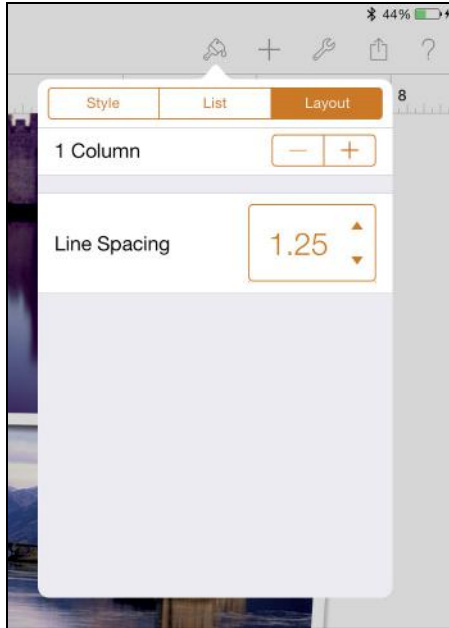 44%
?
8
Style List Layout
1 Column − +
Line Spacing 1.25